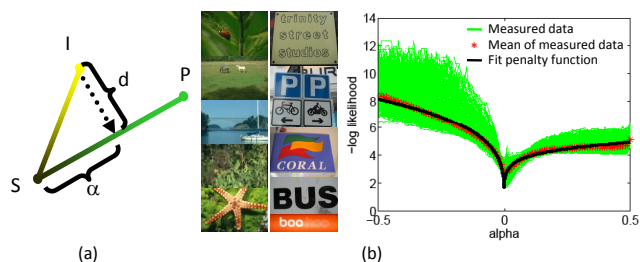 I
d
P
S
α
(a)
trinity
street
studios
P P
CORAL
BUS
boo
14
12
10
8
6
4
2
0
-log likelihood
Measured data
Mean of measured data
Fit penalty function
−0.5
0
0.5
alpha
(b)